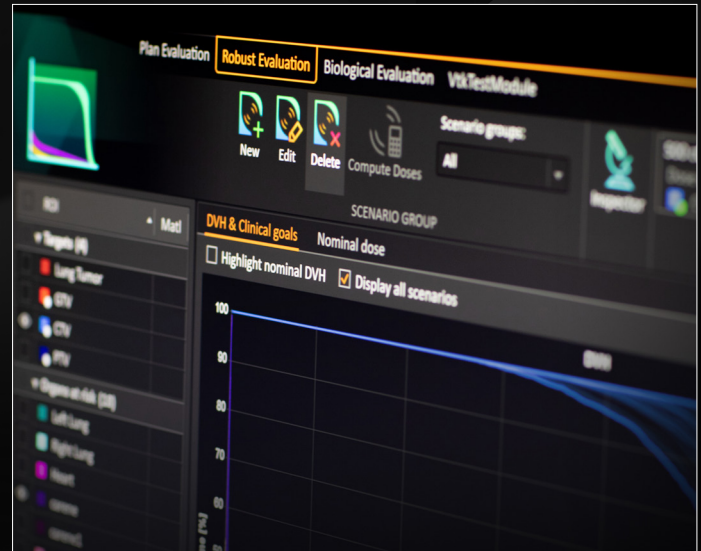 Plan Evaluation Robust Evaluation Biological Evaluation VtkTestModule
New Edit Delete Compute Doses
Scenario groups:
All
Inspector
SCENARIO GROUP
ROI Matl
Targets (4)
Lung Tumor
GTV
CTV
PTV
Organs at risk (18)
Left Lung
Right Lung
Heart
DVH & Clinical goals Nominal dose
Highlight nominal DVH Display all scenarios
DVH
100
90
80
70
60